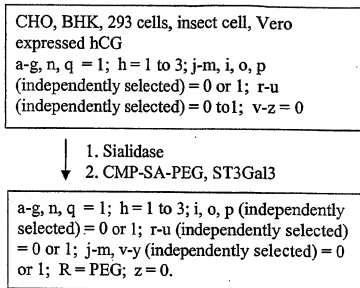 CHO, BHK, 293 cells, insect cell, Vero
expressed hCG
a-g, n, q = 1; h = 1 to 3; j-m, i, o, p
(independently selected) = 0 or 1; r-u
(independently selected) = 0 to1; v-z = 0
1. Sialidase
2. CMP-SA-PEG, ST3Gal3
a-g, n, q = 1; h = 1 to 3; i, o, p (independently
selected) = 0 or 1; r-u (independently selected)
= 0 or 1; j-m, v-y (independently selected) = 0
or 1; R = PEG; z = 0.